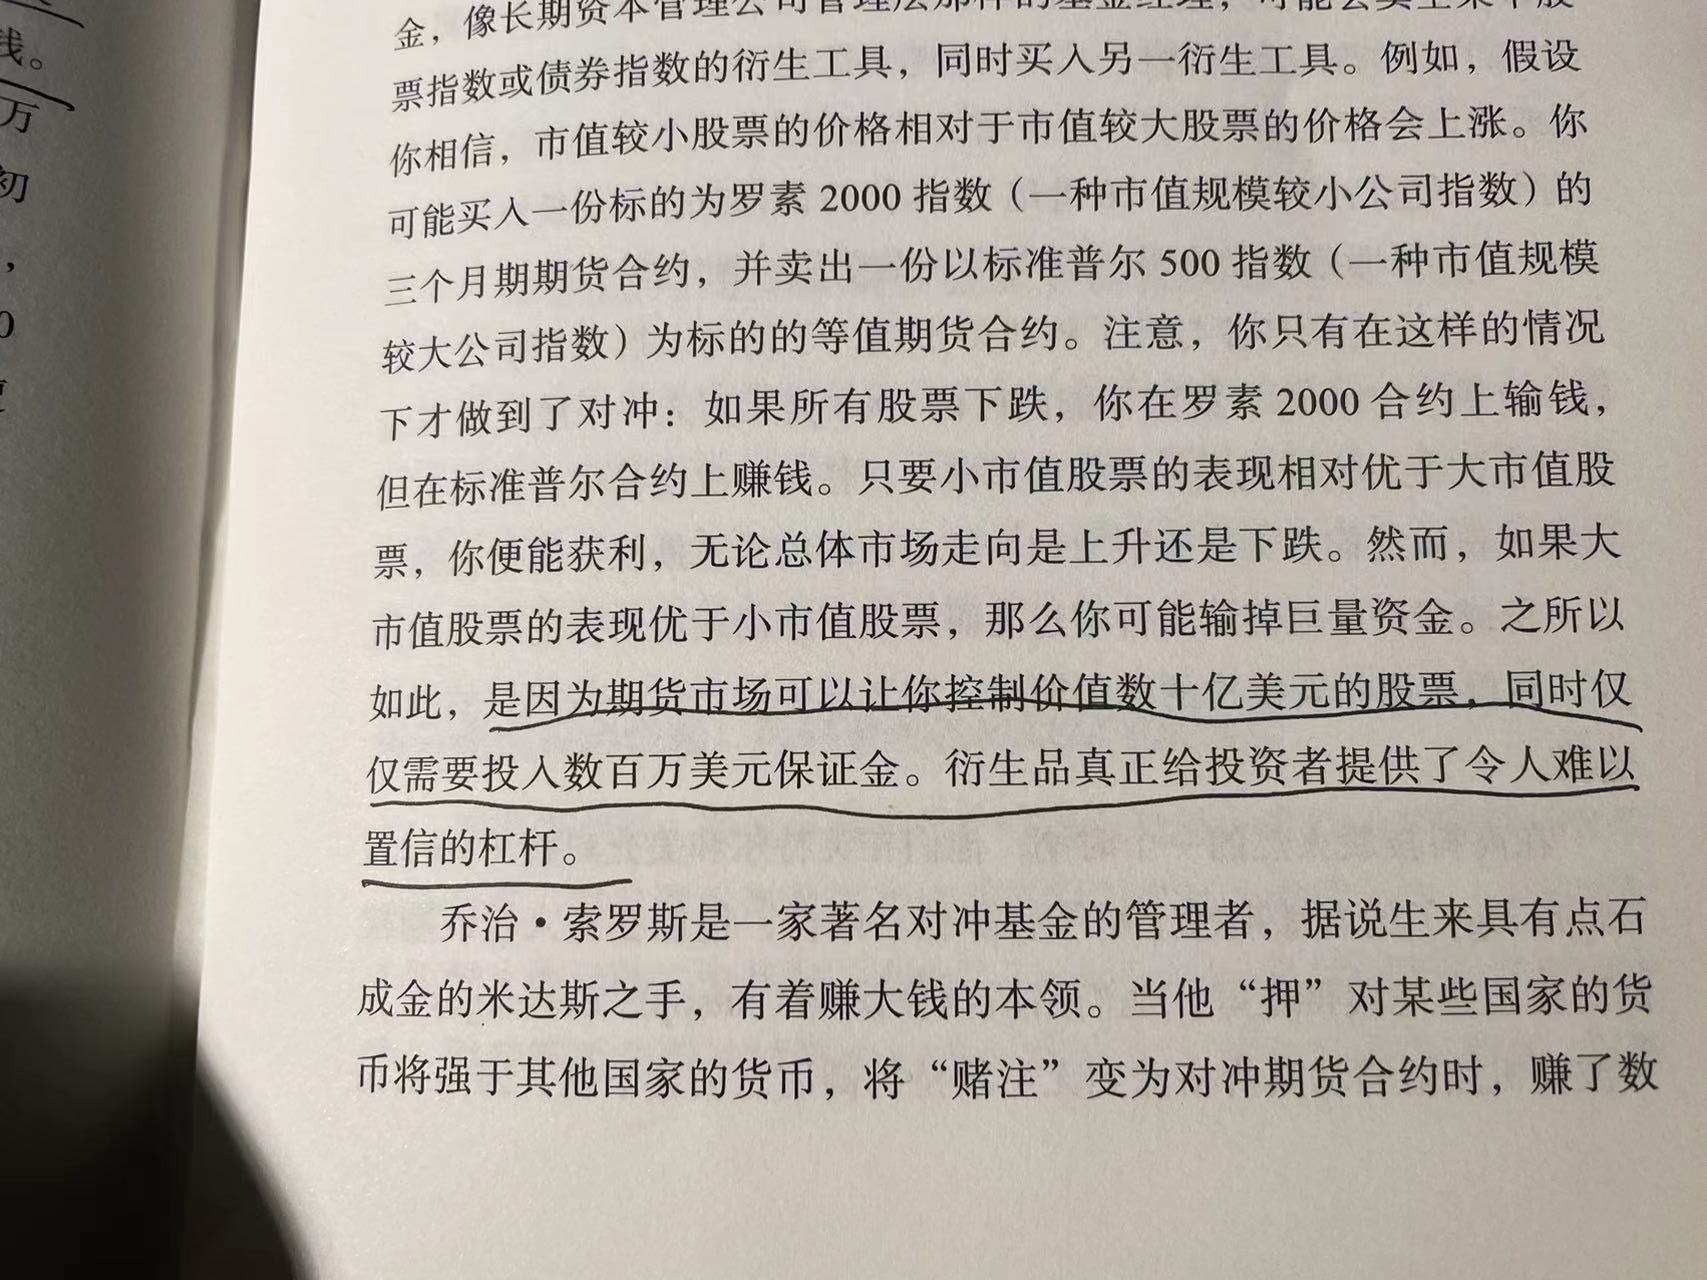 钱。
万
初
，
0
金，像长期资本管理公司管理层那样的基金经理，可能会卖空某个股
票指数或债券指数的衍生工具，同时买入另一衍生工具。例如，假设
你相信，市值较小股票的价格相对于市值较大股票的价格会上涨。你
可能买入一份标的为罗素 2000 指数（一种市值规模较小公司指数）的
三个月期期货合约，并卖出一份以标准普尔 500 指数（一种市值规模
较大公司指数）为标的的等值期货合约。注意，你只有在这样的情况
下才做到了对冲：如果所有股票下跌，你在罗素 2000 合约上输钱，
但在标准普尔合约上赚钱。只要小市值股票的表现相对优于大市值股
票，你便能获利，无论总体市场走向是上升还是下跌。然而，如果大
市值股票的表现优于小市值股票，那么你可能输掉巨量资金。之所以
如此，是因为期货市场可以让你控制价值数十亿美元的股票，同时仅
仅需要投入数百万美元保证金。衍生品真正给投资者提供了令人难以
置信的杠杆。
乔治·索罗斯是一家著名对冲基金的管理者，据说生来具有点石
成金的米达斯之手，有着赚大钱的本领。当他“押”对某些国家的货
币将强于其他国家的货币，将“赌注”变为对冲期货合约时，赚了数